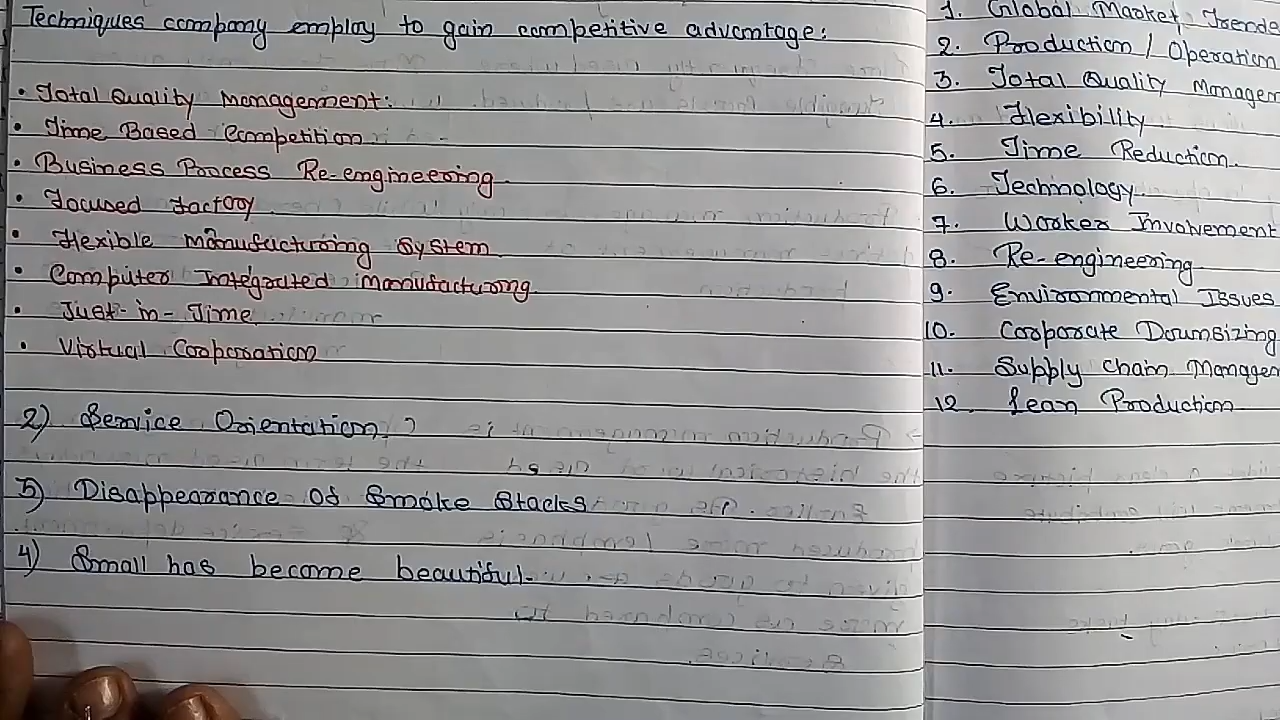 Techniques company employ to gain competitive advantage:
• Total Quality Management:
• Time Based Competition
• Business Process Re-engineering
• Focused factory
• Flexible manufacturing System
• Computer Integrated manufacturing
• Just-in-Time
• Virtual Corporation
2) Service Orientation
3) Disappearance of Smoke Stacks
4) Small has become beautiful.
1. Global Market Trends
2. Production / Operation
3. Total Quality Managem
4. Flexibility
5. Time Reduction.
6. Technology
7. Worker Involvement
8. Re-engineering
9. Environmental Issues
10. Corporate Downsizing
11. Supply Chain Manager
12. Lean Production